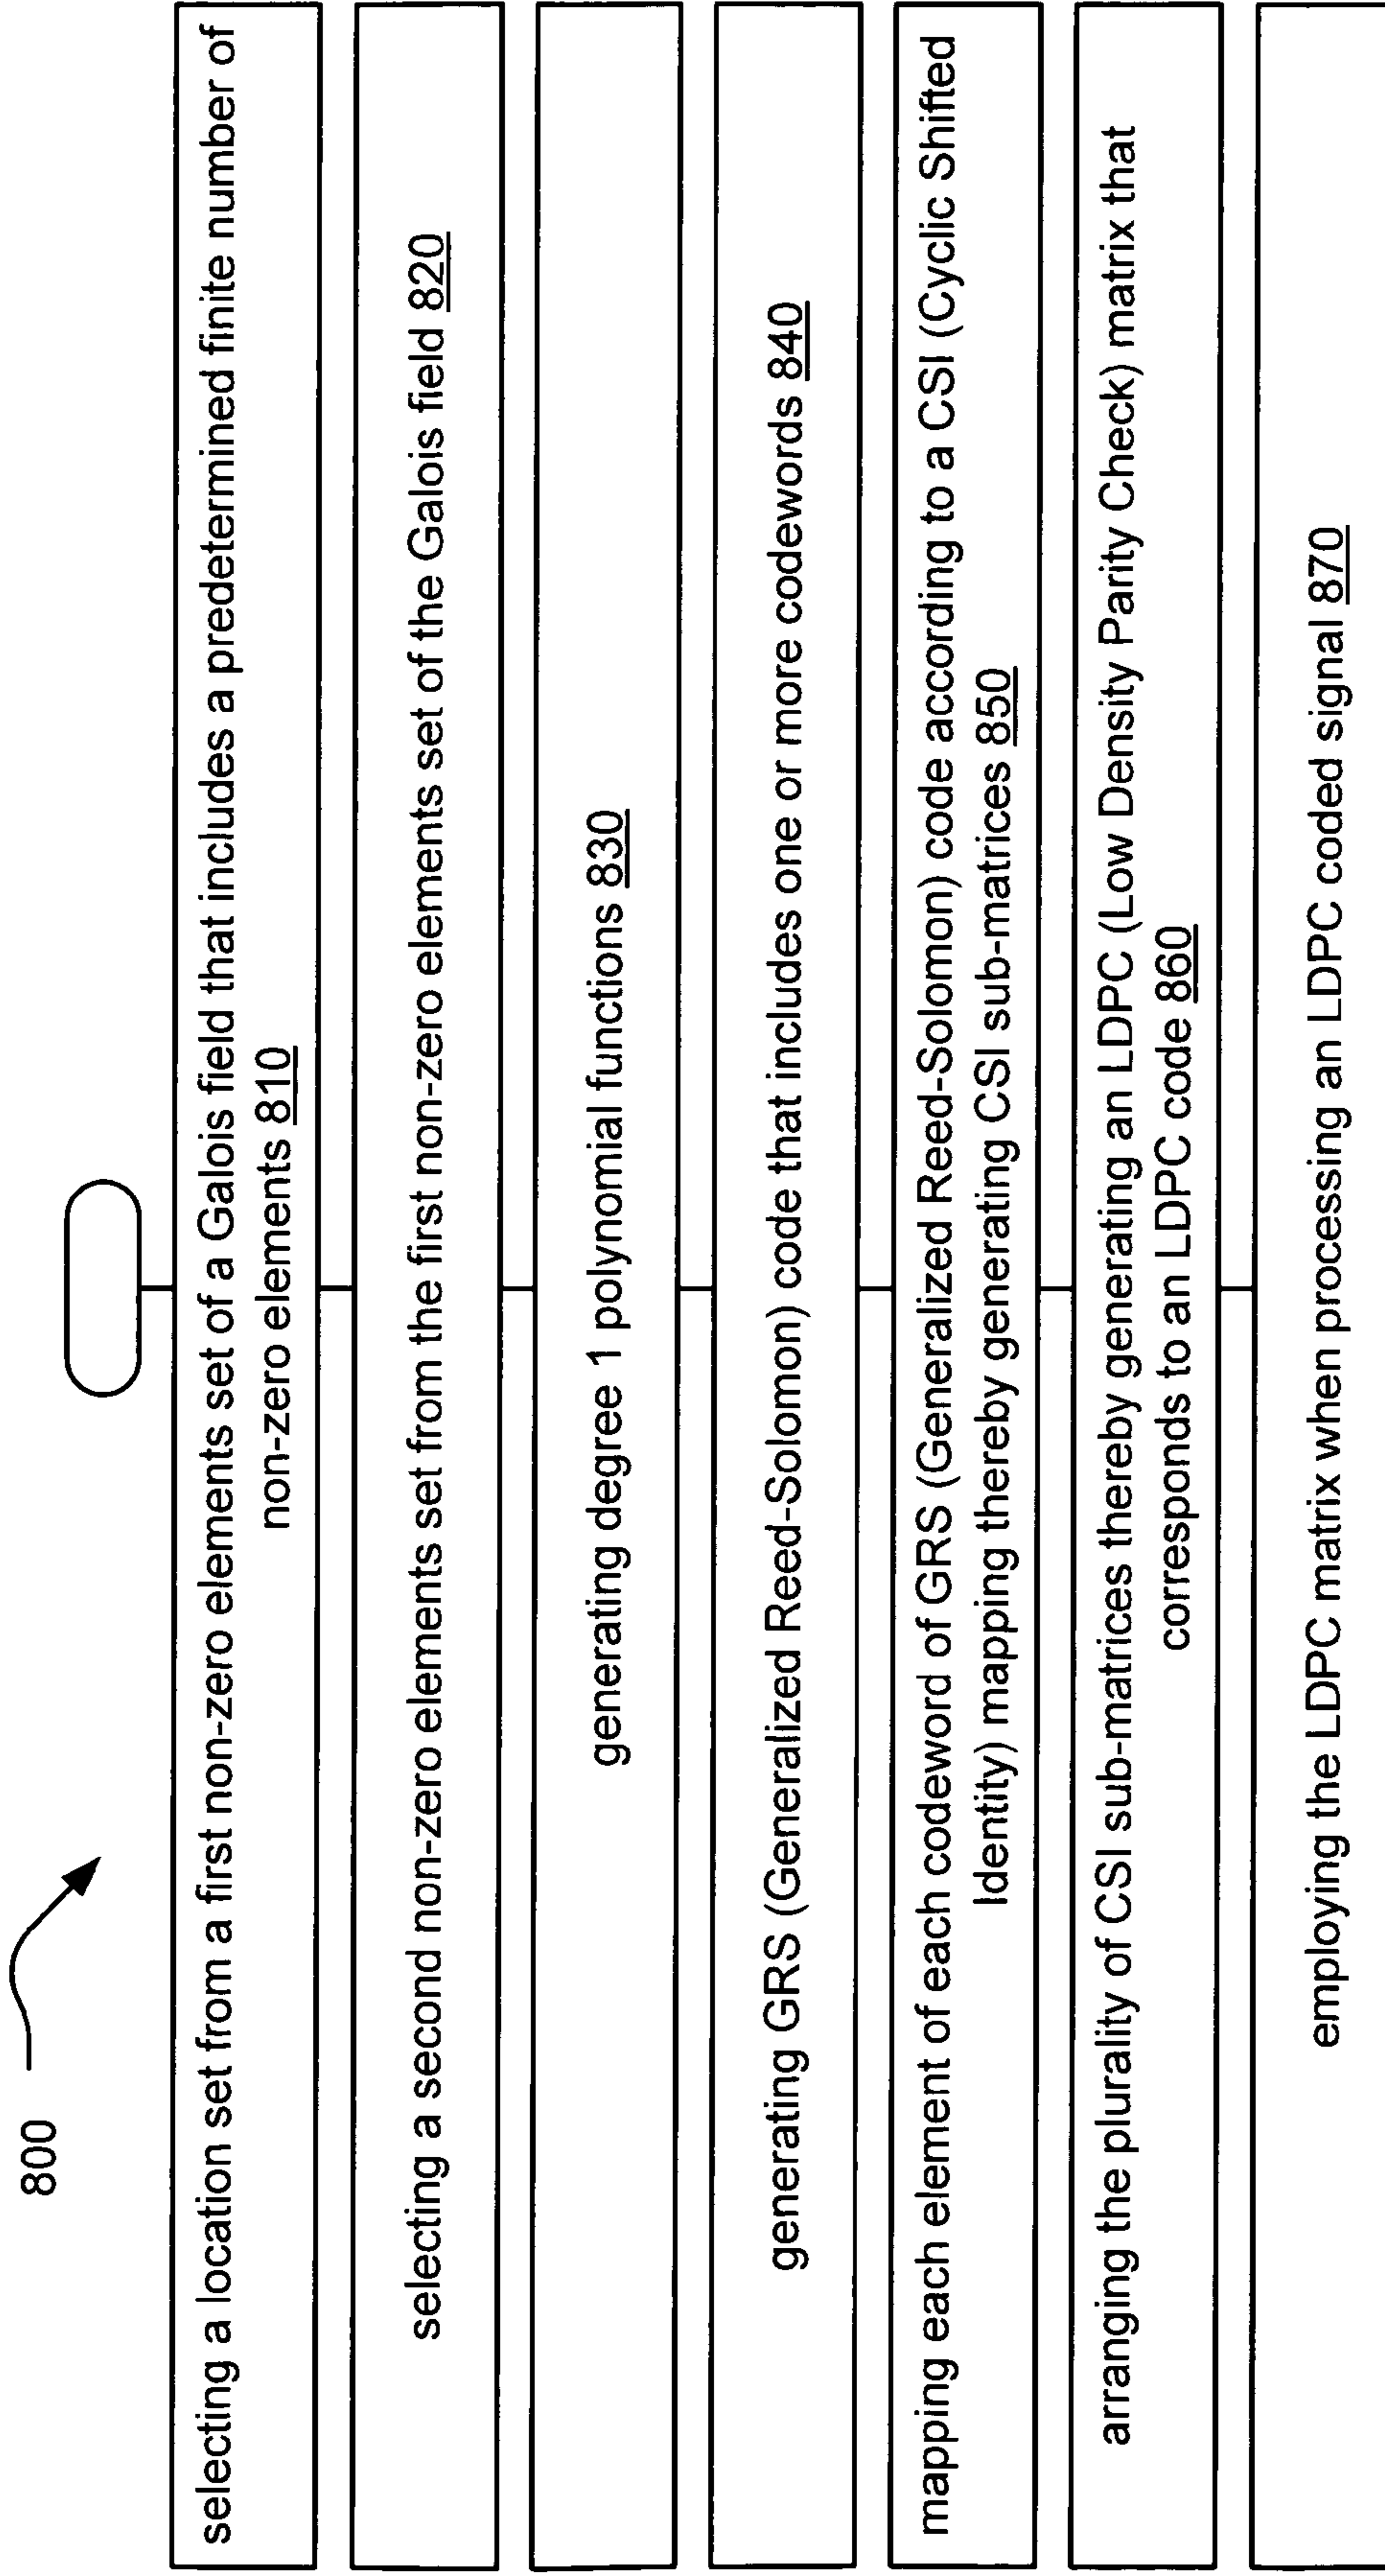 800
selecting a location set from a first non-zero elements set of a Galois field that includes a predetermined finite number of
non-zero elements 810
selecting a second non-zero elements set from the first non-zero elements set of the Galois field 820
generating degree 1 polynomial functions 830
generating GRS (Generalized Reed-Solomon) code that includes one or more codewords 840
mapping each element of each codeword of GRS (Generalized Reed-Solomon) code according to a CSI (Cyclic Shifted
Identity) mapping thereby generating CSI sub-matrices 850
arranging the plurality of CSI sub-matrices thereby generating an LDPC (Low Density Parity Check) matrix that
corresponds to an LDPC code 860
employing the LDPC matrix when processing an LDPC coded signal 870